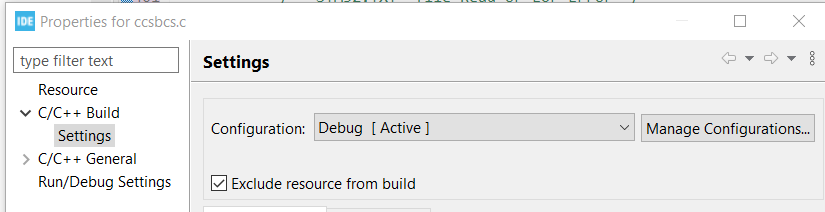 IDE Properties for ccsbcs.c
type filter text
Settings
Resource
C/C++ Build
Settings
C/C++ General
Run/Debug Settings
Configuration: Debug [ Active ] Manage Configurations...
Exclude resource from build